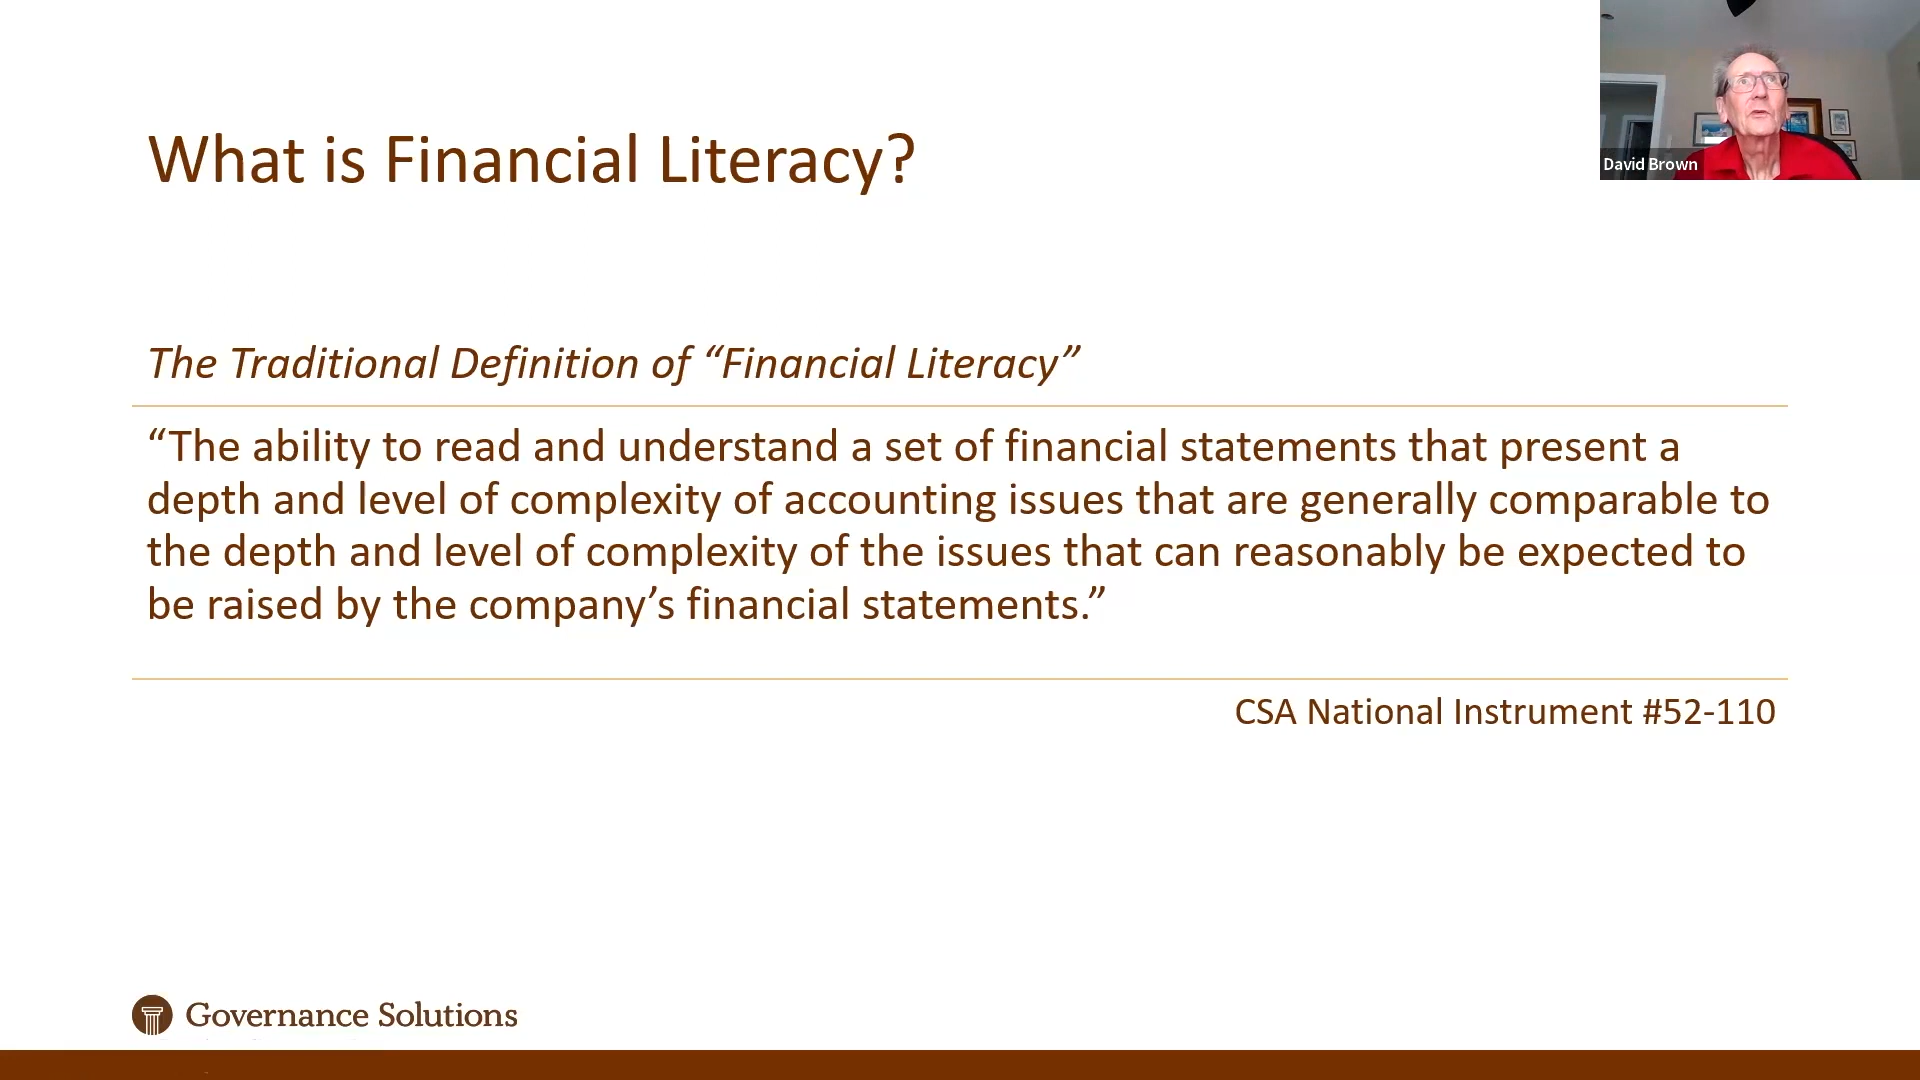 What is Financial Literacy?
David Brown
The Traditional Definition of “Financial Literacy”
“The ability to read and understand a set of financial statements that present a
depth and level of complexity of accounting issues that are generally comparable to
the depth and level of complexity of the issues that can reasonably be expected to
be raised by the company’s financial statements.”
CSA National Instrument #52-110
Governance Solutions